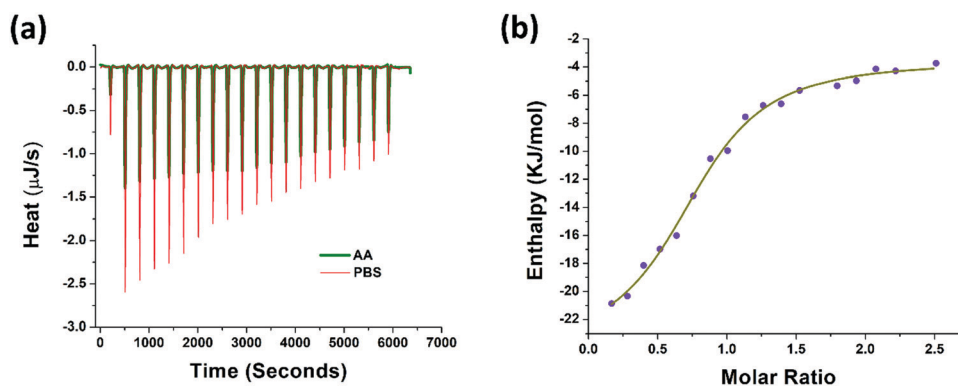 (a)
0.0
-0.5
-1.0
-1.5
-2.0
-2.5
-3.0
Heat (μJ/s)
AA
PBS
0 1000 2000 3000 4000 5000 6000 7000
Time (Seconds)
(b)
-4
-6
-8
-10
-12
-14
-16
-18
-20
-22
Enthalpy (KJ/mol)
0.0 0.5 1.0 1.5 2.0 2.5
Molar Ratio